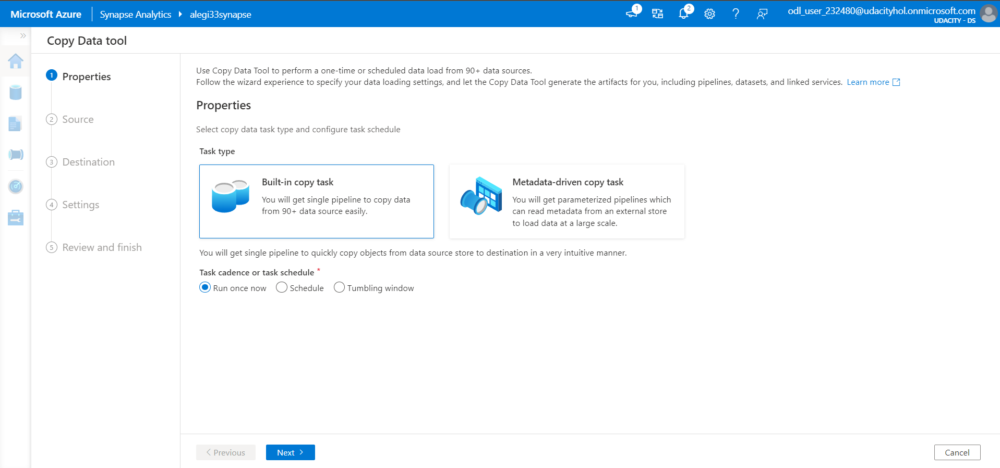 Microsoft Azure
Synapse Analytics
alegi33synapse
1
2
odl_user_232480@udacityhol.onmicrosoft.com
UDACITY - DS
Copy Data tool
1 Properties
2 Source
3 Destination
4 Settings
5 Review and finish
Use Copy Data Tool to perform a one-time or scheduled data load from 90+ data sources.
Follow the wizard experience to specify your data loading settings, and let the Copy Data Tool generate the artifacts for you, including pipelines, datasets, and linked services. Learn more
Properties
Select copy data task type and configure task schedule
Task type
Built-in copy task
You will get single pipeline to copy data
from 90+ data source easily.
Metadata-driven copy task
You will get parameterized pipelines which
can read metadata from an external store
to load data at a large scale.
You will get single pipeline to quickly copy objects from data source store to destination in a very intuitive manner.
Task cadence or task schedule *
Run once now Schedule Tumbling window
< Previous
Next >
Cancel